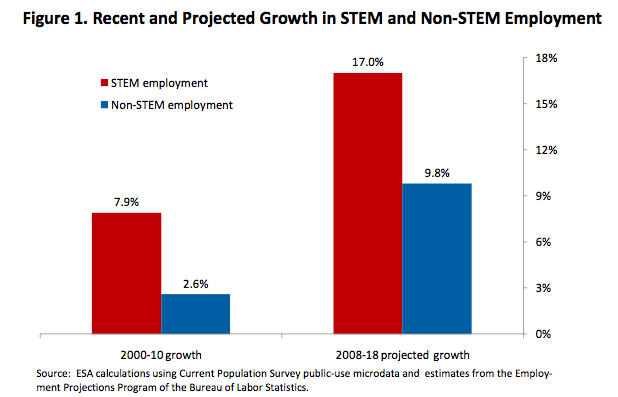 Figure 1. Recent and Projected Growth in STEM and Non-STEM Employment
18%
17.0%
STEM employment
Non-STEM employment
15%
12%
9.8%
9%
7.9%
6%
2.6%
3%
0%
2000-10 growth
2008-18 projected growth
Source: ESA calculations using Current Population Survey public-use microdata and estimates from the Employ-
ment Projections Program of the Bureau of Labor Statistics.